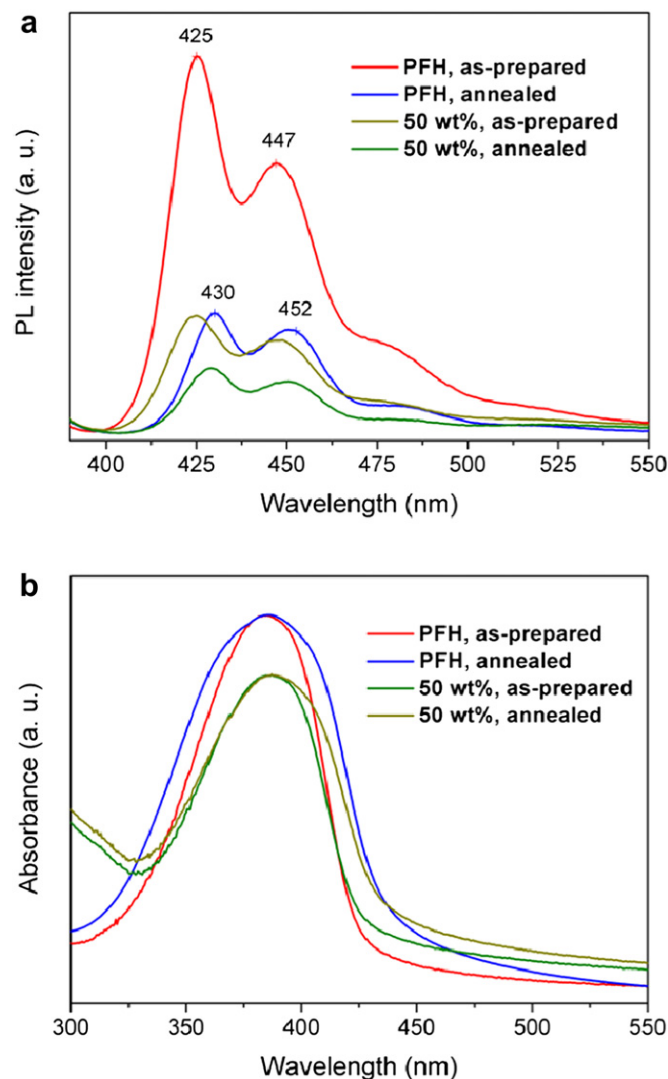 a
425
447
430
452
PFH, as-prepared
PFH, annealed
50 wt%, as-prepared
50 wt%, annealed
PL intensity (a. u.)
400 425 450 475 500 525 550
Wavelength (nm)
b
PFH, as-prepared
PFH, annealed
50 wt%, as-prepared
50 wt%, annealed
Absorbance (a. u.)
300 350 400 450 500 550
Wavelength (nm)